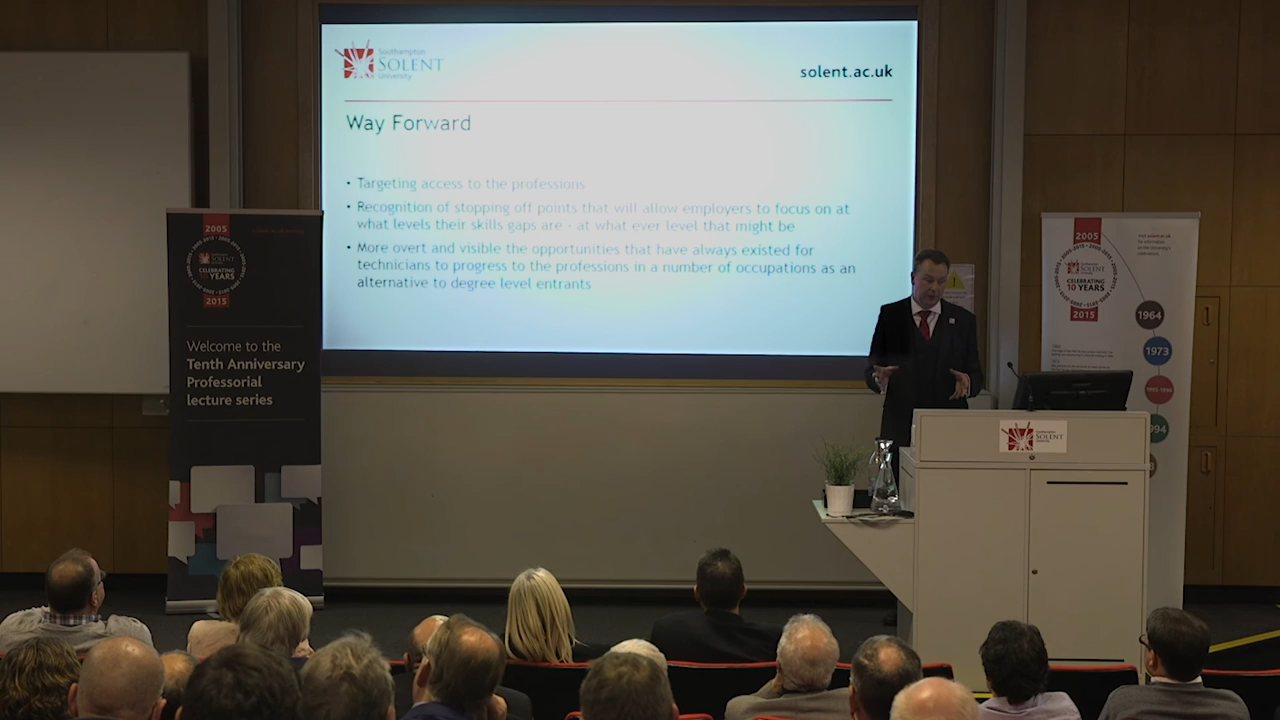 Southampton
SOLENT
University
solent.ac.uk
Way Forward
• Targeting access to the professions
• Recognition of stopping off points that will allow employers to focus on at
what levels their skills gaps are - at what ever level that might be
• More overt and visible the opportunities that have always existed for
technicians to progress to the professions in a number of occupations as an
alternative to degree level entrants
2005
SOLENT
CELEBRATING
10 YEARS
2015
Welcome to the
Tenth Anniversary
Professorial
lecture series
2005
SOLENT
CELEBRATING
10 YEARS
2015
1964
1973
Southampton
SOLENT
University